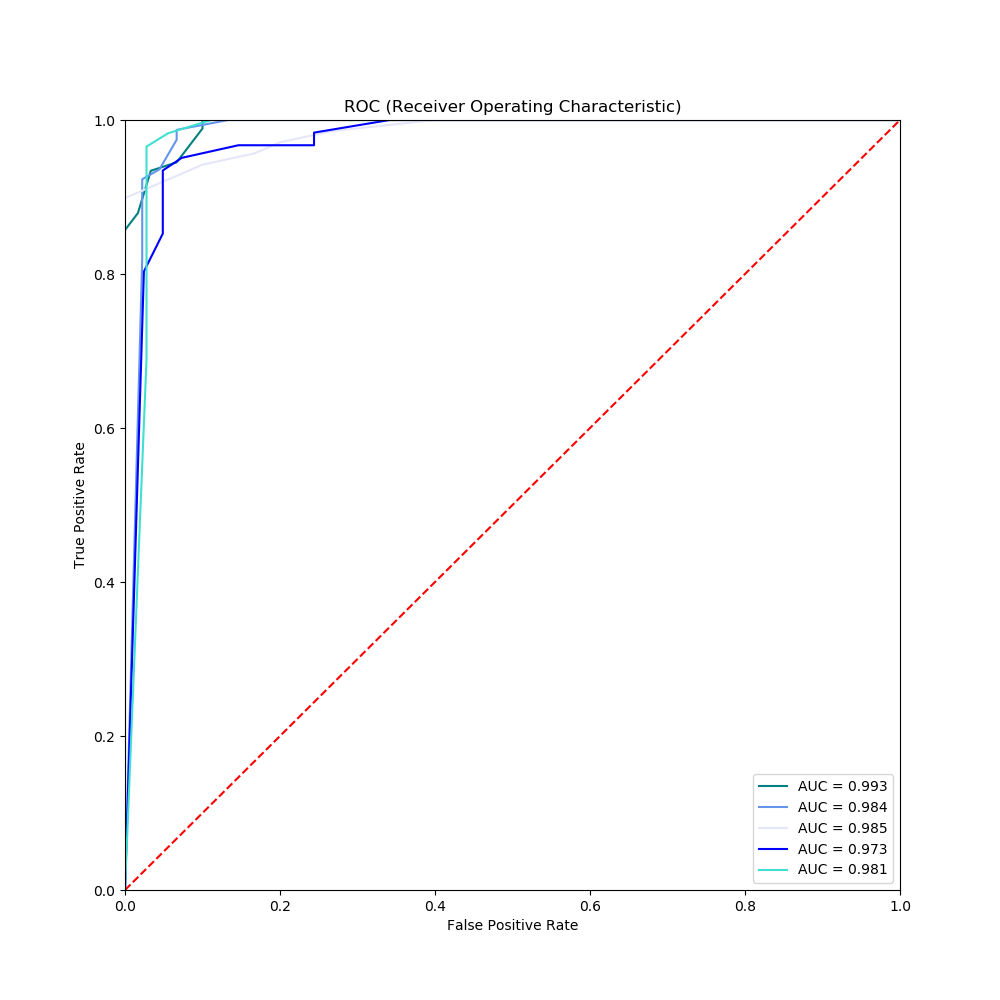 ROC (Receiver Operating Characteristic)
1.0
0.8
0.6
0.4
0.2
0.0
True Positive Rate
AUC = 0.993
AUC = 0.984
AUC = 0.985
AUC = 0.973
AUC = 0.981
0.0 0.2 0.4 0.6 0.8 1.0
False Positive Rate